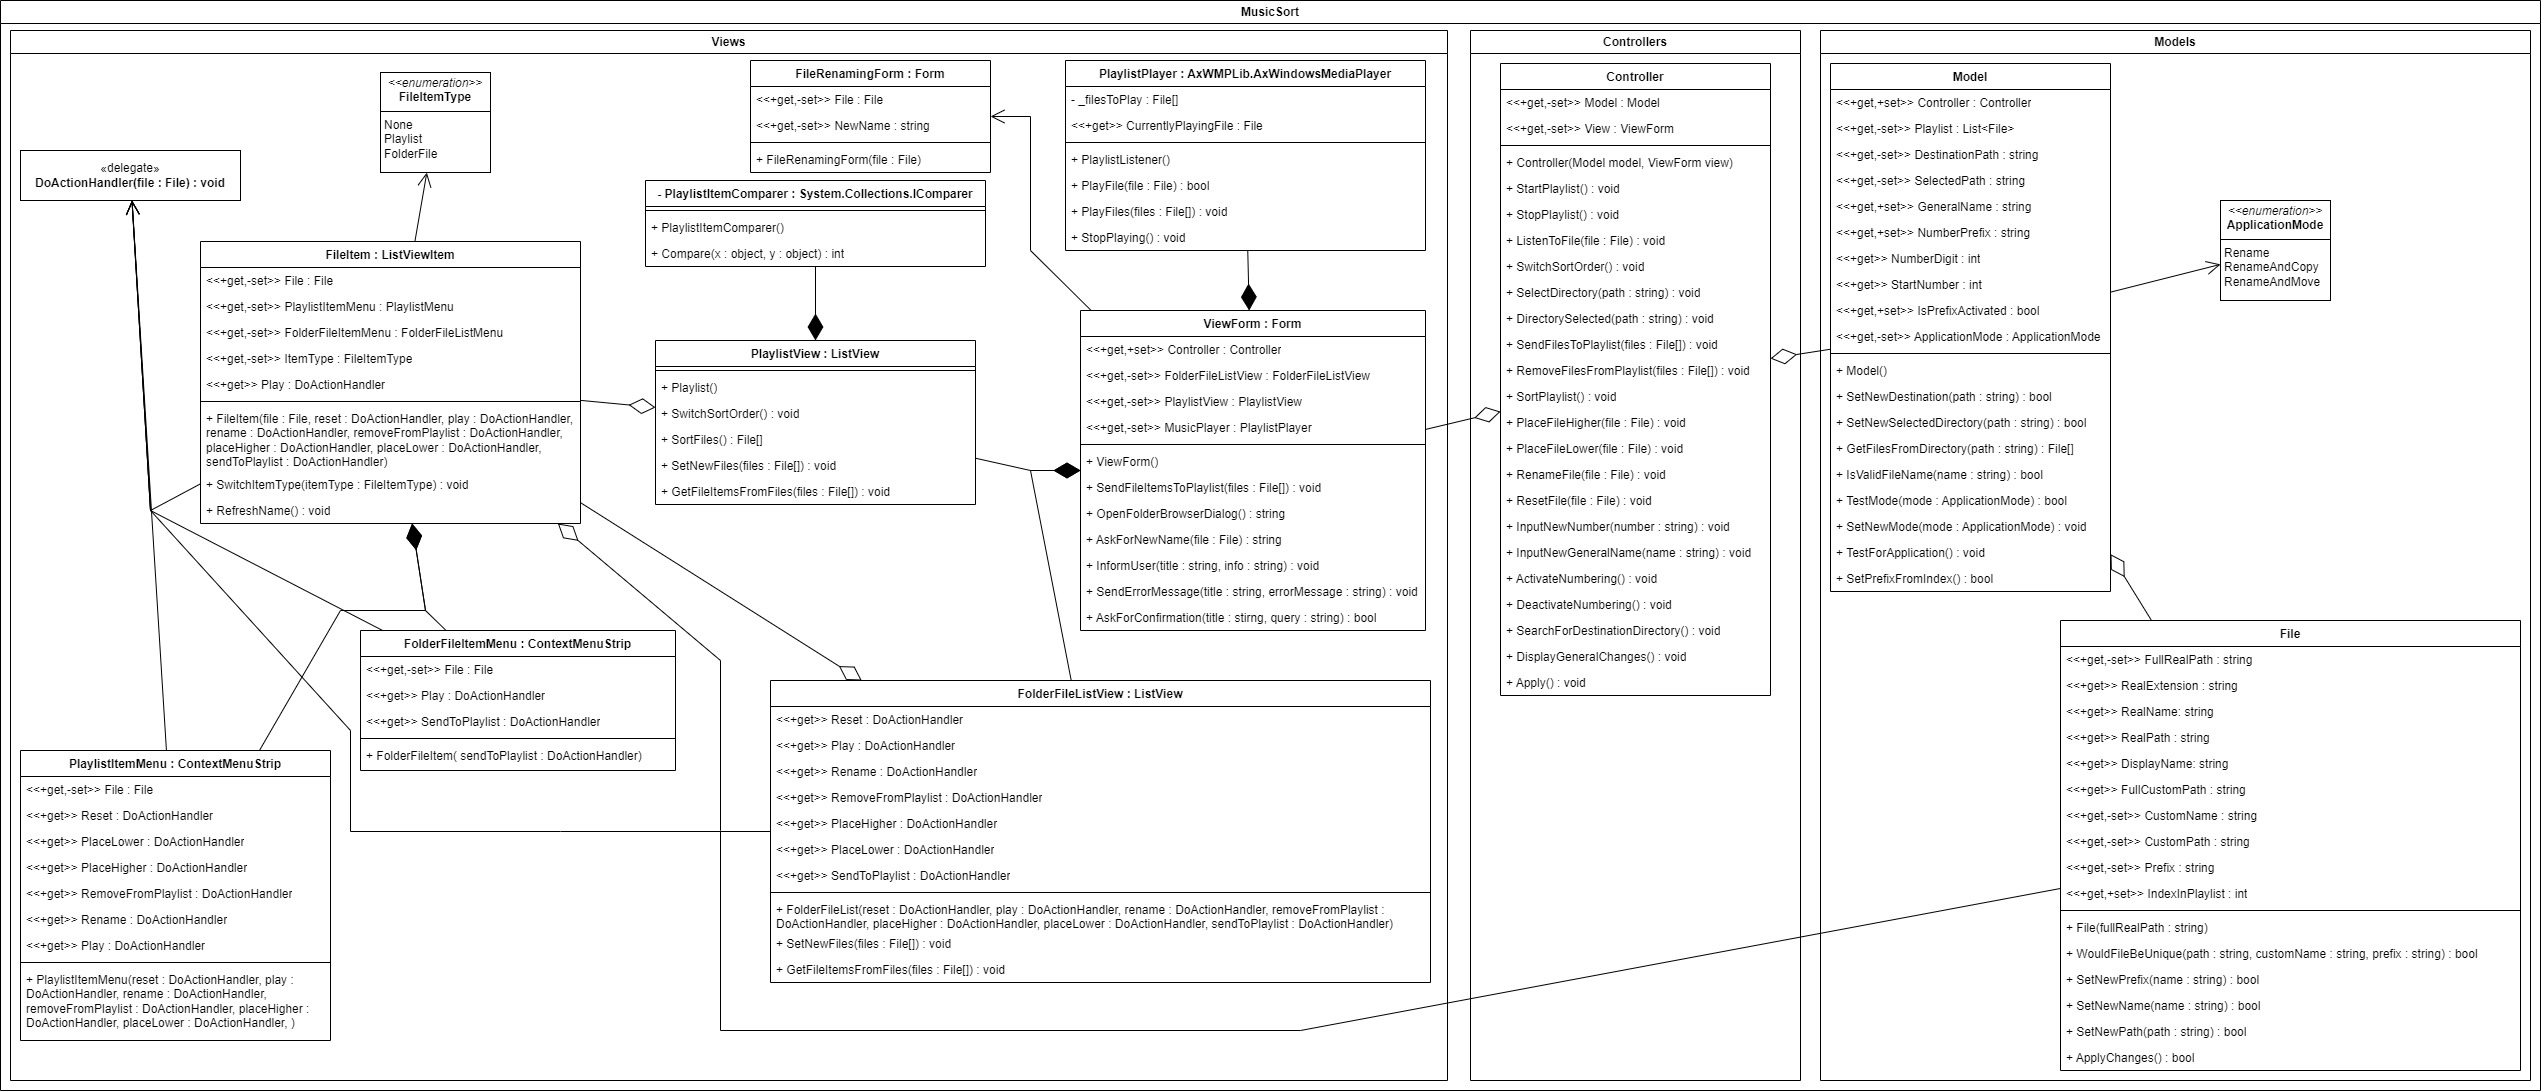 MusicSort
Views
<<enumeration>>
FileItemType
None
Playlist
FolderFile
«delegate»
DoActionHandler(file : File) : void
FileItem : ListViewItem
<<+get,-set>> File : File
<<+get,-set>> PlaylistItemMenu : PlaylistMenu
<<+get,-set>> FolderFileItemMenu : FolderFileListMenu
<<+get,-set>> ItemType : FileItemType
<<+get>> Play : DoActionHandler
+ FileItem(file : File, reset : DoActionHandler, play : DoActionHandler,
rename : DoActionHandler, removeFromPlaylist : DoActionHandler,
placeHigher : DoActionHandler, placeLower : DoActionHandler,
sendToPlaylist : DoActionHandler)
+ SwitchItemType(itemType : FileItemType) : void
+ RefreshName() : void
FileRenamingForm : Form
<<+get,-set>> File : File
<<+get,-set>> NewName : string
+ FileRenamingForm(file : File)
- PlaylistItemComparer : System.Collections.IComparer
+ PlaylistItemComparer()
+ Compare(x : object, y : object) : int
PlaylistView : ListView
+ Playlist()
+ SwitchSortOrder() : void
+ SortFiles() : File[]
+ SetNewFiles(files : File[]) : void
+ GetFileItemsFromFiles(files : File[]) : void
PlaylistPlayer : AxWMPLib.AxWindowsMediaPlayer
- _filesToPlay : File[]
<<+get>> CurrentlyPlayingFile : File
+ PlaylistListener()
+ PlayFile(file : File) : bool
+ PlayFiles(files : File[]) : void
+ StopPlaying() : void
ViewForm : Form
<<+get,+set>> Controller : Controller
<<+get,-set>> FolderFileListView : FolderFileListView
<<+get,-set>> PlaylistView : PlaylistView
<<+get,-set>> MusicPlayer : PlaylistPlayer
+ ViewForm()
+ SendFileItemsToPlaylist(files : File[]) : void
+ OpenFolderBrowserDialog() : string
+ AskForNewName(file : File) : string
+ InformUser(title : string, info : string) : void
+ SendErrorMessage(title : string, errorMessage : string) : void
+ AskForConfirmation(title : stirng, query : string) : bool
FolderFileItemMenu : ContextMenuStrip
<<+get,-set>> File : File
<<+get>> Play : DoActionHandler
<<+get>> SendToPlaylist : DoActionHandler
+ FolderFileItem( sendToPlaylist : DoActionHandler)
PlaylistItemMenu : ContextMenuStrip
<<+get,-set>> File : File
<<+get>> Reset : DoActionHandler
<<+get>> PlaceLower : DoActionHandler
<<+get>> PlaceHigher : DoActionHandler
<<+get>> RemoveFromPlaylist : DoActionHandler
<<+get>> Rename : DoActionHandler
<<+get>> Play : DoActionHandler
+ PlaylistItemMenu(reset : DoActionHandler, play :
DoActionHandler, rename : DoActionHandler,
removeFromPlaylist : DoActionHandler, placeHigher :
DoActionHandler, placeLower : DoActionHandler, )
FolderFileListView : ListView
<<+get>> Reset : DoActionHandler
<<+get>> Play : DoActionHandler
<<+get>> Rename : DoActionHandler
<<+get>> RemoveFromPlaylist : DoActionHandler
<<+get>> PlaceHigher : DoActionHandler
<<+get>> PlaceLower : DoActionHandler
<<+get>> SendToPlaylist : DoActionHandler
+ FolderFileList(reset : DoActionHandler, play : DoActionHandler, rename : DoActionHandler, removeFromPlaylist :
DoActionHandler, placeHigher : DoActionHandler, placeLower : DoActionHandler, sendToPlaylist : DoActionHandler)
+ SetNewFiles(files : File[]) : void
+ GetFileItemsFromFiles(files : File[]) : void
Controllers
Controller
<<+get,-set>> Model : Model
<<+get,-set>> View : ViewForm
+ Controller(Model model, ViewForm view)
+ StartPlaylist() : void
+ StopPlaylist() : void
+ ListenToFile(file : File) : void
+ SwitchSortOrder() : void
+ SelectDirectory(path : string) : void
+ DirectorySelected(path : string) : void
+ SendFilesToPlaylist(files : File[]) : void
+ RemoveFilesFromPlaylist(files : File[]) : void
+ SortPlaylist() : void
+ PlaceFileHigher(file : File) : void
+ PlaceFileLower(file : File) : void
+ RenameFile(file : File) : void
+ ResetFile(file : File) : void
+ InputNewNumber(number : string) : void
+ InputNewGeneralName(name : string) : void
+ ActivateNumbering() : void
+ DeactivateNumbering() : void
+ SearchForDestinationDirectory() : void
+ DisplayGeneralChanges() : void
+ Apply() : void
Models
Model
<<+get,+set>> Controller : Controller
<<+get,-set>> Playlist : List<File>
<<+get,-set>> DestinationPath : string
<<+get,-set>> SelectedPath : string
<<+get,+set>> GeneralName : string
<<+get,+set>> NumberPrefix : string
<<+get>> NumberDigit : int
<<+get>> StartNumber : int
<<+get,+set>> IsPrefixActivated : bool
<<+get,-set>> ApplicationMode : ApplicationMode
+ Model()
+ SetNewDestination(path : string) : bool
+ SetNewSelectedDirectory(path : string) : bool
+ GetFilesFromDirectory(path : string) : File[]
+ IsValidFileName(name : string) : bool
+ TestMode(mode : ApplicationMode) : bool
+ SetNewMode(mode : ApplicationMode) : void
+ TestForApplication() : void
+ SetPrefixFromIndex() : bool
<<enumeration>>
ApplicationMode
Rename
RenameAndCopy
RenameAndMove
File
<<+get,-set>> FullRealPath : string
<<+get>> RealExtension : string
<<+get>> RealName: string
<<+get>> RealPath : string
<<+get>> DisplayName: string
<<+get>> FullCustomPath : string
<<+get,-set>> CustomName : string
<<+get,-set>> CustomPath : string
<<+get,-set>> Prefix : string
<<+get,+set>> IndexInPlaylist : int
+ File(fullRealPath : string)
+ WouldFileBeUnique(path : string, customName : string, prefix : string) : bool
+ SetNewPrefix(name : string) : bool
+ SetNewName(name : string) : bool
+ SetNewPath(path : string) : bool
+ ApplyChanges() : bool